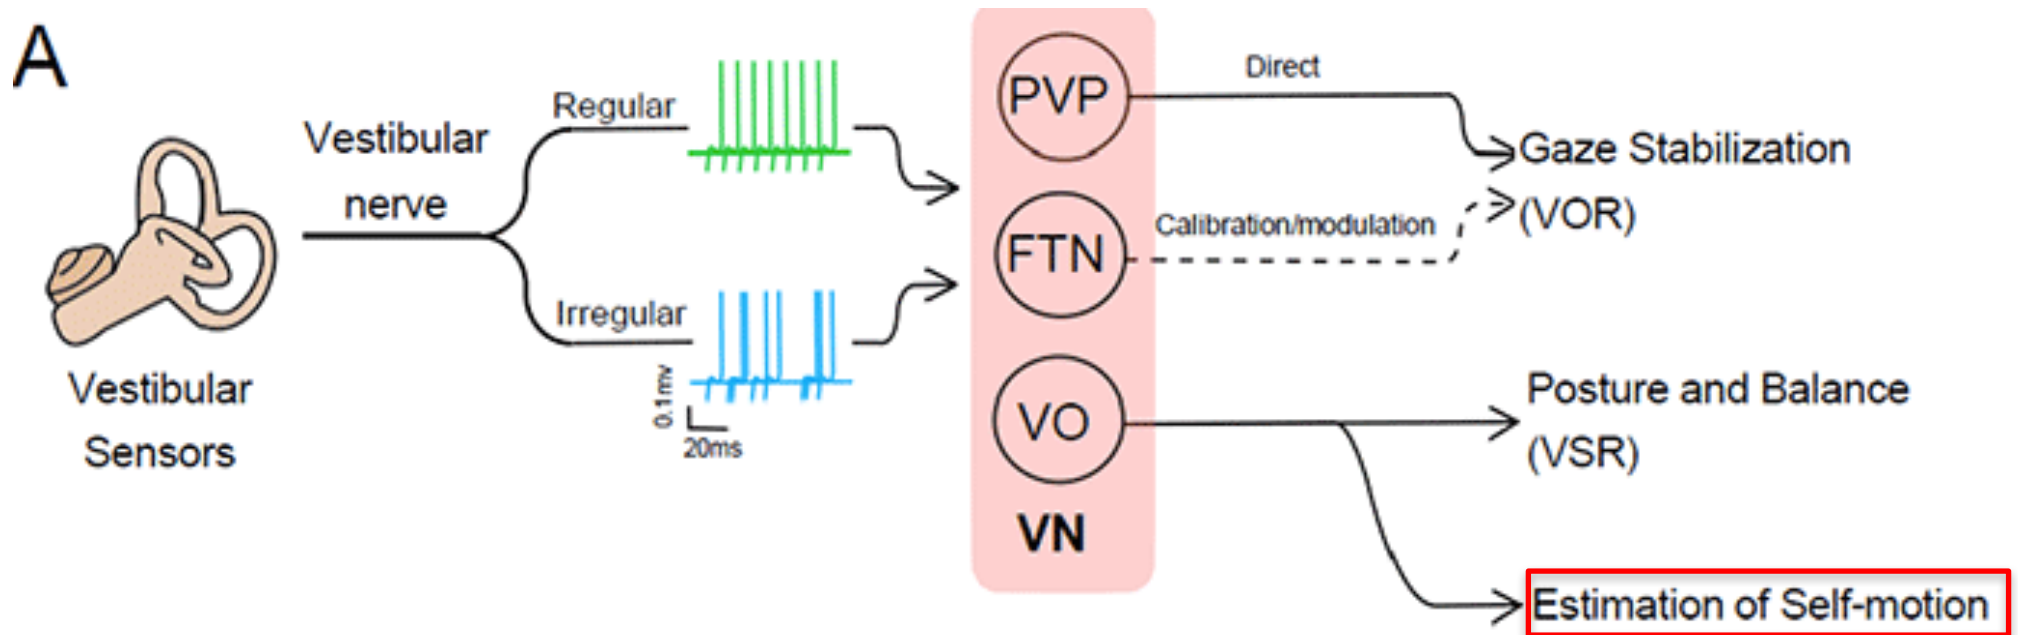 A
Vestibular
nerve
Vestibular
Sensors
Regular
Irregular
0.1mv
20ms
PVP
FTN
VO
VN
Direct
Calibration/modulation
Gaze Stabilization
(VOR)
Posture and Balance
(VSR)
Estimation of Self-motion